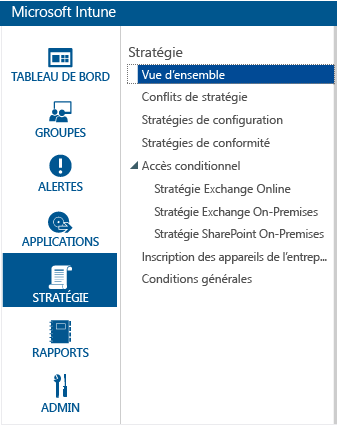 Microsoft Intune
TABLEAU DE BORD
GROUPES
ALERTES
APPLICATIONS
STRATÉGIE
RAPPORTS
ADMIN
Stratégie
Vue d'ensemble
Conflits de stratégie
Stratégies de configuration
Stratégies de conformité
Accès conditionnel
Stratégie Exchange Online
Stratégie Exchange On-Premises
Stratégie SharePoint On-Premises
Inscription des appareils de l'entrep...
Conditions générales